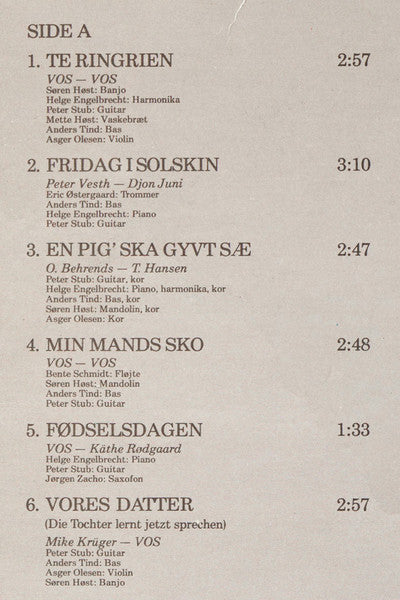 SIDE A
1. TE RINGRIEN 2:57
VOS — VOS
Søren Høst: Banjo
Helge Engelbrecht: Harmonika
Peter Stub: Guitar
Mette Høst: Vaskebræt
Anders Tind: Bas
Asger Olesen: Violin
2. FRIDAG I SOLSKIN 3:10
Peter Vesth — Djon Juni
Eric Østergaard: Trommer
Anders Tind: Bas
Helge Engelbrecht: Piano
Peter Stub: Guitar
3. EN PIG' SKA GYVT SÆ 2:47
O. Behrends — T. Hansen
Peter Stub: Guitar, kor
Helge Engelbrecht: Piano, harmonika, kor
Anders Tind: Bas, kor
Søren Høst: Mandolin, kor
Asger Olesen: Kor
4. MIN MANDS SKO 2:48
VOS — VOS
Bente Schmidt: Fløjte
Søren Høst: Mandolin
Anders Tind: Bas
Peter Stub: Guitar
5. FØDSELSDAGEN 1:33
VOS — Käthe Rødgaard
Helge Engelbrecht: Piano
Peter Stub: Guitar
Jørgen Zacho: Saxofon
6. VORES DATTER 2:57
(Die Tochter lernt jetzt sprechen)
Mike Krüger — VOS
Peter Stub: Guitar
Anders Tind: Bas
Asger Olesen: Violin
Søren Høst: Banjo